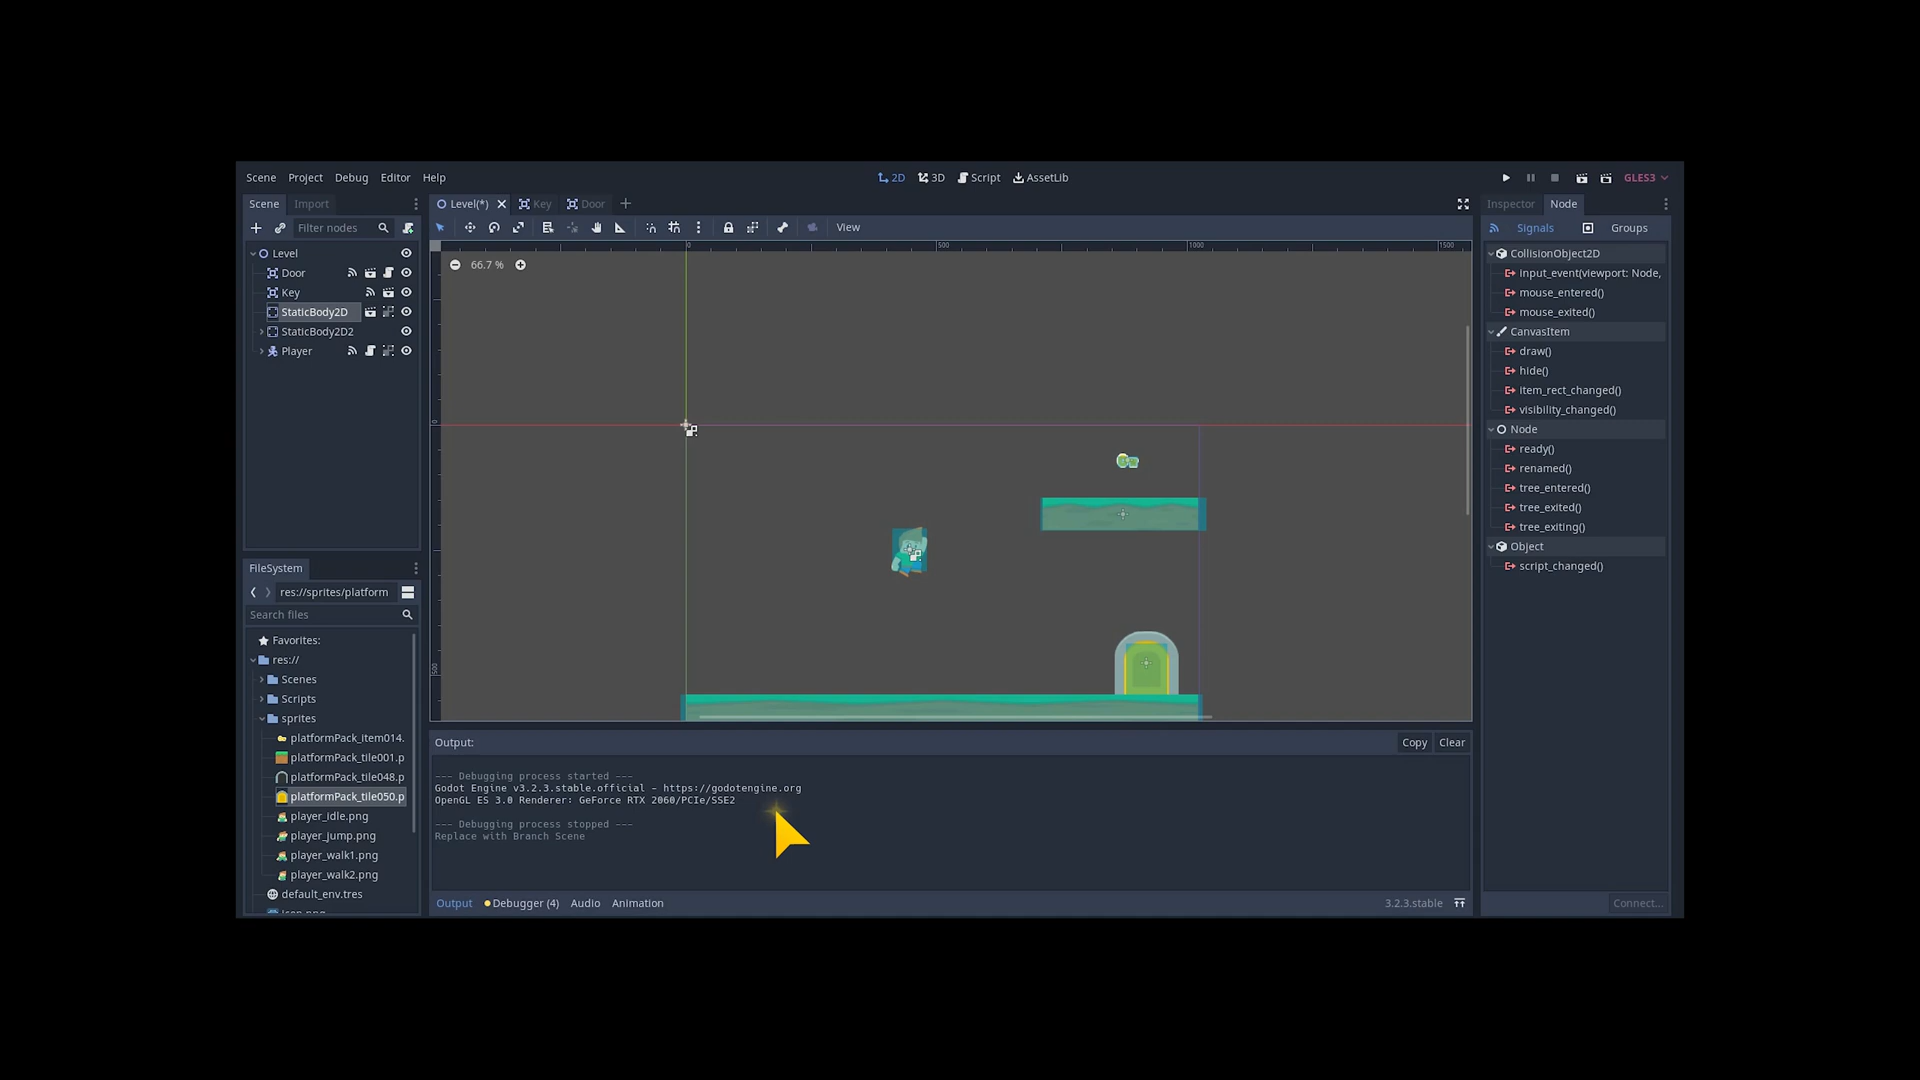 Scene Project Debug Editor Help
2D 3D Script AssetLib
GLES3
Scene Import
Level(*) Key Door
Inspector Node
Filter nodes
View
Signals Groups
Level
Door
Key
StaticBody2D
StaticBody2D2
Player
0 500 1000 1500
66.7 %
0
500
CollisionObject2D
input_event(viewport: Node,
mouse_entered()
mouse_exited()
CanvasItem
draw()
hide()
item_rect_changed()
visibility_changed()
Node
ready()
renamed()
tree_entered()
tree_exited()
tree_exiting()
Object
script_changed()
FileSystem
res://sprites/platform
Search files
Favorites:
res://
Scenes
Scripts
sprites
platformPack_item014.
platformPack_tile001.p
platformPack_tile048.p
platformPack_tile050.p
player_idle.png
player_jump.png
player_walk1.png
player_walk2.png
default_env.tres
Output:
Copy Clear
--- Debugging process started ---
Godot Engine v3.2.3.stable.official - https://godotengine.org
OpenGL ES 3.0 Renderer: GeForce RTX 2060/PCIe/SSE2
--- Debugging process stopped ---
Replace with Branch Scene
Output Debugger (4) Audio Animation
3.2.3.stable
Connect...